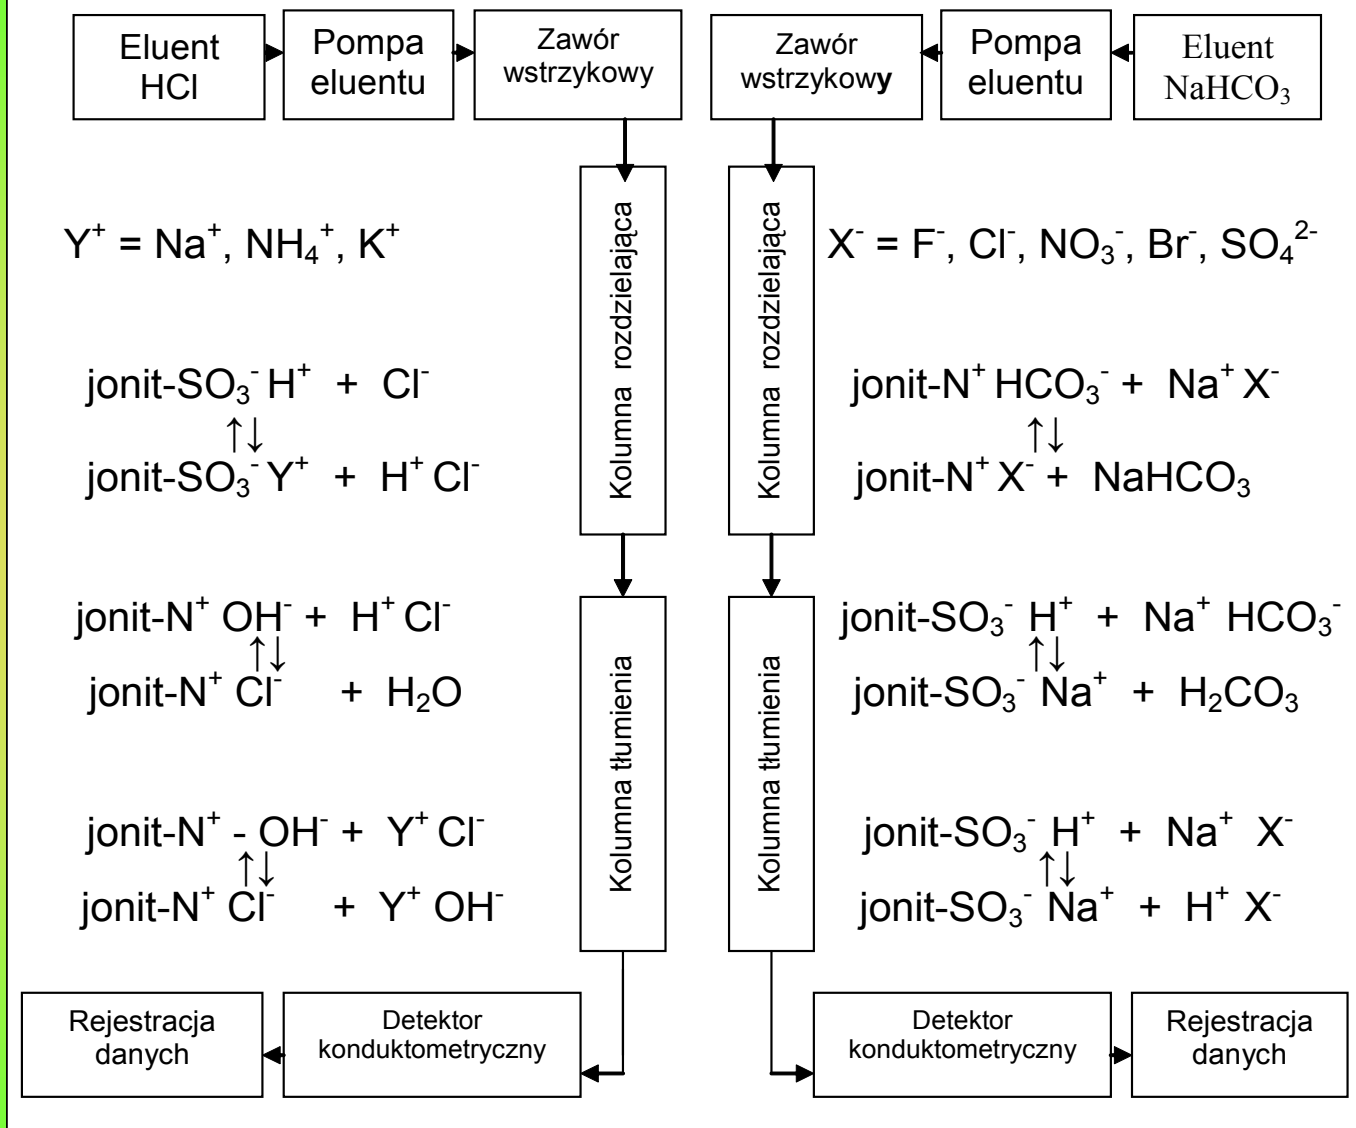 Eluent
HCl
Pompa
eluentu
Zawór
wstrzykowy
Zawór
wstrzykowy
Pompa
eluentu
Eluent
NaHCO₃
Y⁺ = Na⁺, NH₄⁺, K⁺
jonit-SO₃⁻ H⁺ + Cl⁻
↑↓
jonit-SO₃⁻ Y⁺ + H⁺ Cl⁻
Kolumna rozdzielająca
Kolumna rozdzielająca
X⁻ = F⁻, Cl⁻, NO₃⁻, Br⁻, SO₄²⁻
jonit-N⁺ HCO₃⁻ + Na⁺ X⁻
↑↓
jonit-N⁺ X⁻ + NaHCO₃
jonit-N⁺ OH⁻ + H⁺ Cl⁻
↑↓
jonit-N⁺ Cl⁻ + H₂O
jonit-N⁺ - OH⁻ + Y⁺ Cl⁻
↑↓
jonit-N⁺ Cl⁻ + Y⁺ OH⁻
Kolumna tłumienia
Kolumna tłumienia
jonit-SO₃⁻ H⁺ + Na⁺ HCO₃⁻
↑↓
jonit-SO₃⁻ Na⁺ + H₂CO₃
jonit-SO₃⁻ H⁺ + Na⁺ X⁻
↑↓
jonit-SO₃⁻ Na⁺ + H⁺ X⁻
Rejestracja
danych
Detektor
konduktometryczny
Detektor
konduktometryczny
Rejestracja
danych